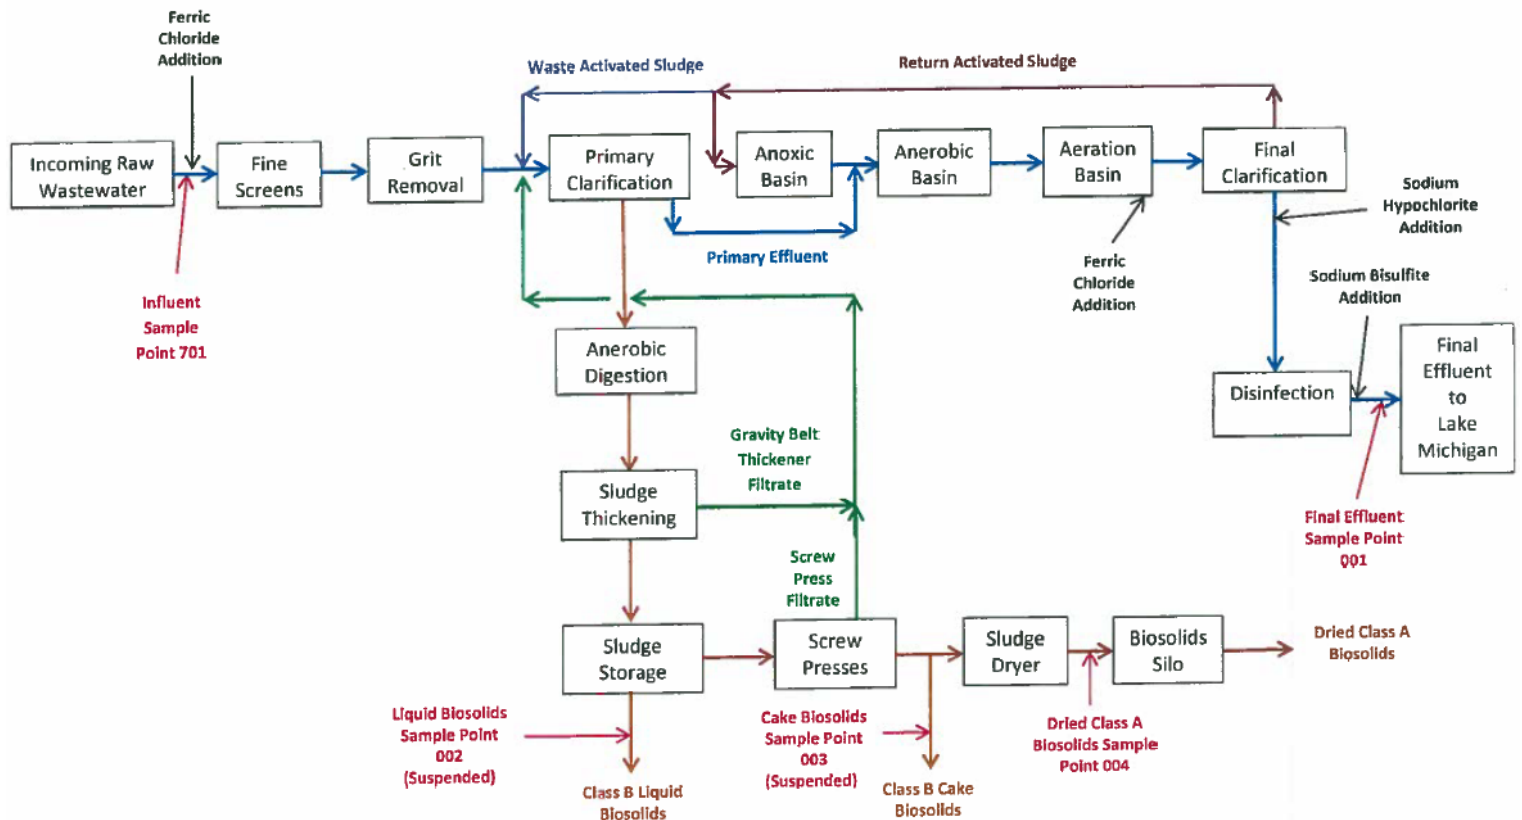 Ferric
Chloride
Addition
Waste Activated Sludge
Return Activated Sludge
Incoming Raw
Wastewater
Fine
Screens
Grit
Removal
Primary
Clarification
Anoxic
Basin
Anerobic
Basin
Aeration
Basin
Final
Clarification
Sodium
Hypochlorite
Addition
Primary Effluent
Ferric
Chloride
Addition
Sodium Bisulfite
Addition
Influent
Sample
Point 701
Anerobic
Digestion
Disinfection
Final
Effluent
to
Lake
Michigan
Gravity Belt
Thickener
Filtrate
Sludge
Thickening
Final Effluent
Sample Point
001
Screw
Press
Filtrate
Sludge
Storage
Screw
Presses
Sludge
Dryer
Biosolids
Silo
Dried Class A
Biosolids
Liquid Biosolids
Sample Point
002
(Suspended)
Cake Biosolids
Sample Point
003
(Suspended)
Dried Class A
Biosolids Sample
Point 004
Class B Liquid
Biosolids
Class B Cake
Biosolids